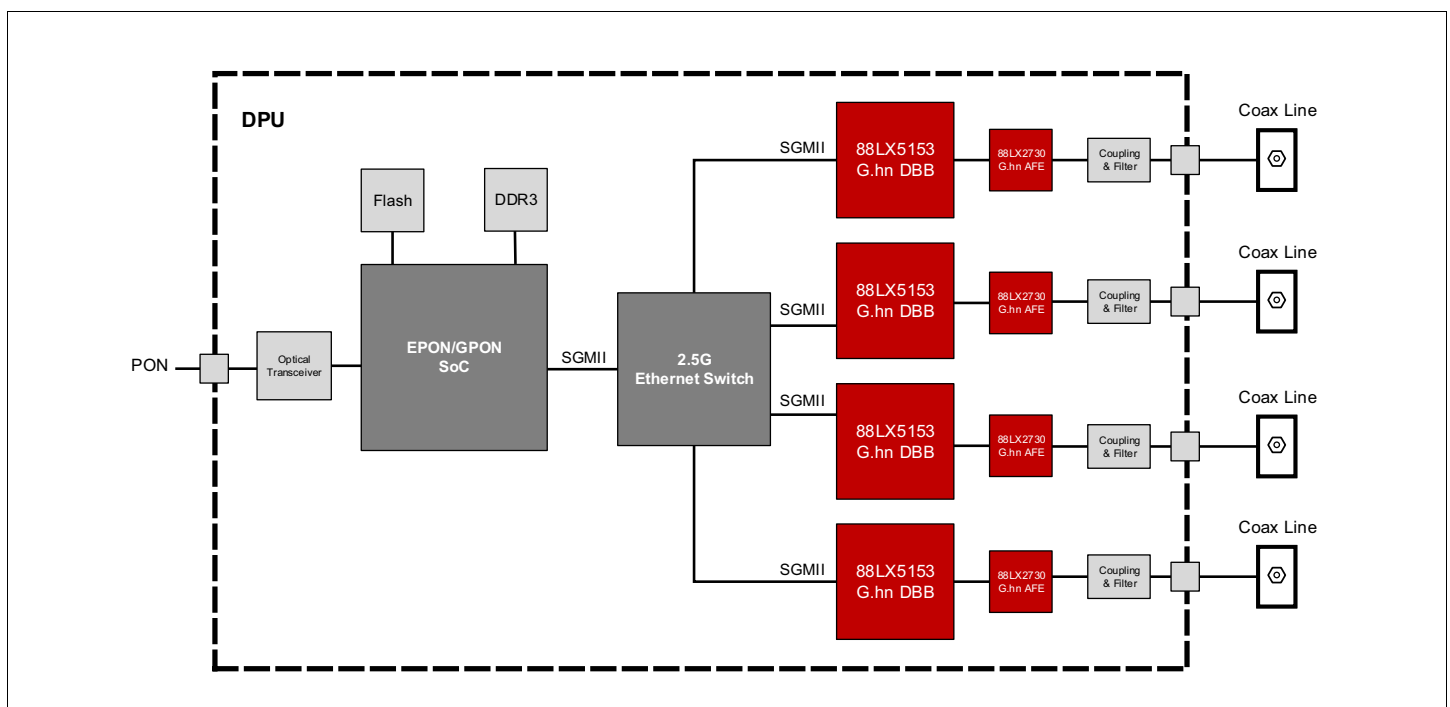 DPU
Coax Line
SGMII
88LX5153
G.hn DBB
88LX2730
G.hn AFE
Coupling
& Filter
Flash
DDR3
Coax Line
SGMII
88LX5153
G.hn DBB
88LX2730
G.hn AFE
Coupling
& Filter
PON
Optical
Transceiver
EPON/GPON
SoC
SGMII
2.5G
Ethernet Switch
Coax Line
SGMII
88LX5153
G.hn DBB
88LX2730
G.hn AFE
Coupling
& Filter
Coax Line
SGMII
88LX5153
G.hn DBB
88LX2730
G.hn AFE
Coupling
& Filter